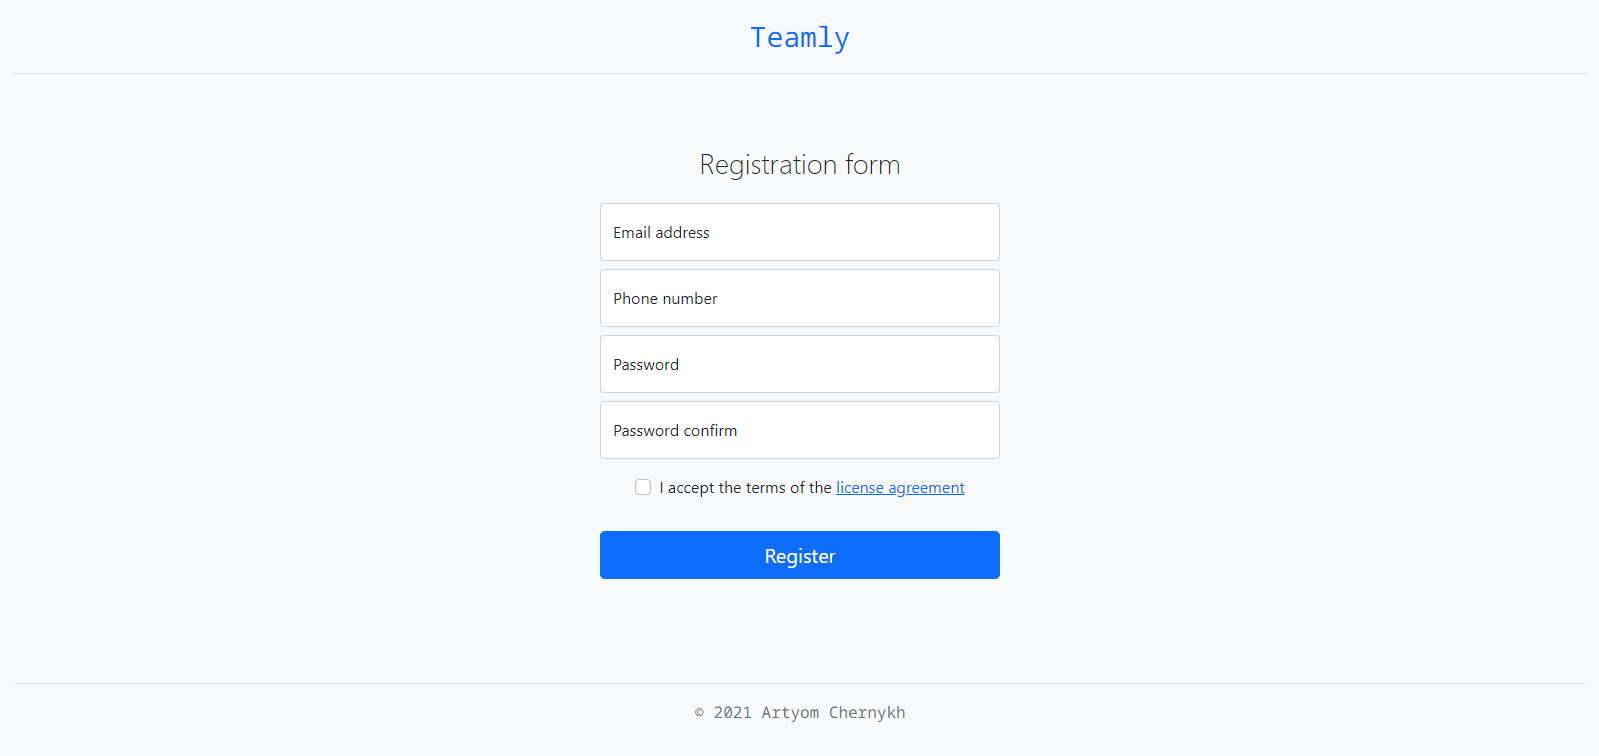 Teamly
Registration form
Email address
Phone number
Password
Password confirm
I accept the terms of the license agreement
Register
© 2021 Artyom Chernykh